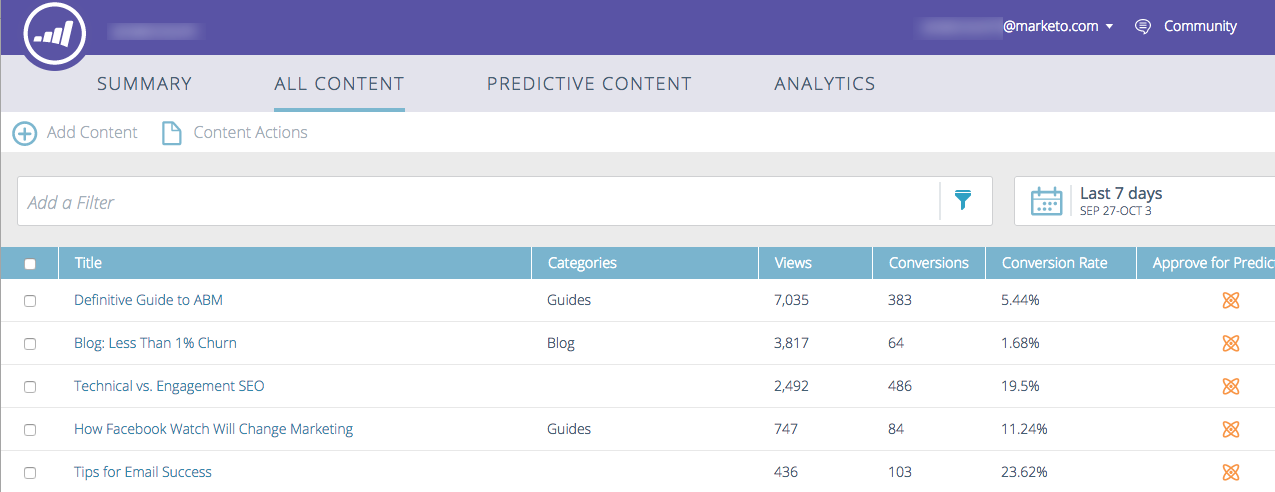 @marketo.com Community
SUMMARY ALL CONTENT PREDICTIVE CONTENT ANALYTICS
Add Content Content Actions
Add a Filter Last 7 days
SEP 27-OCT 3
Title Categories Views Conversions Conversion Rate Approve for Predic
Definitive Guide to ABM Guides 7,035 383 5.44%
Blog: Less Than 1% Churn Blog 3,817 64 1.68%
Technical vs. Engagement SEO 2,492 486 19.5%
How Facebook Watch Will Change Marketing Guides 747 84 11.24%
Tips for Email Success 436 103 23.62%